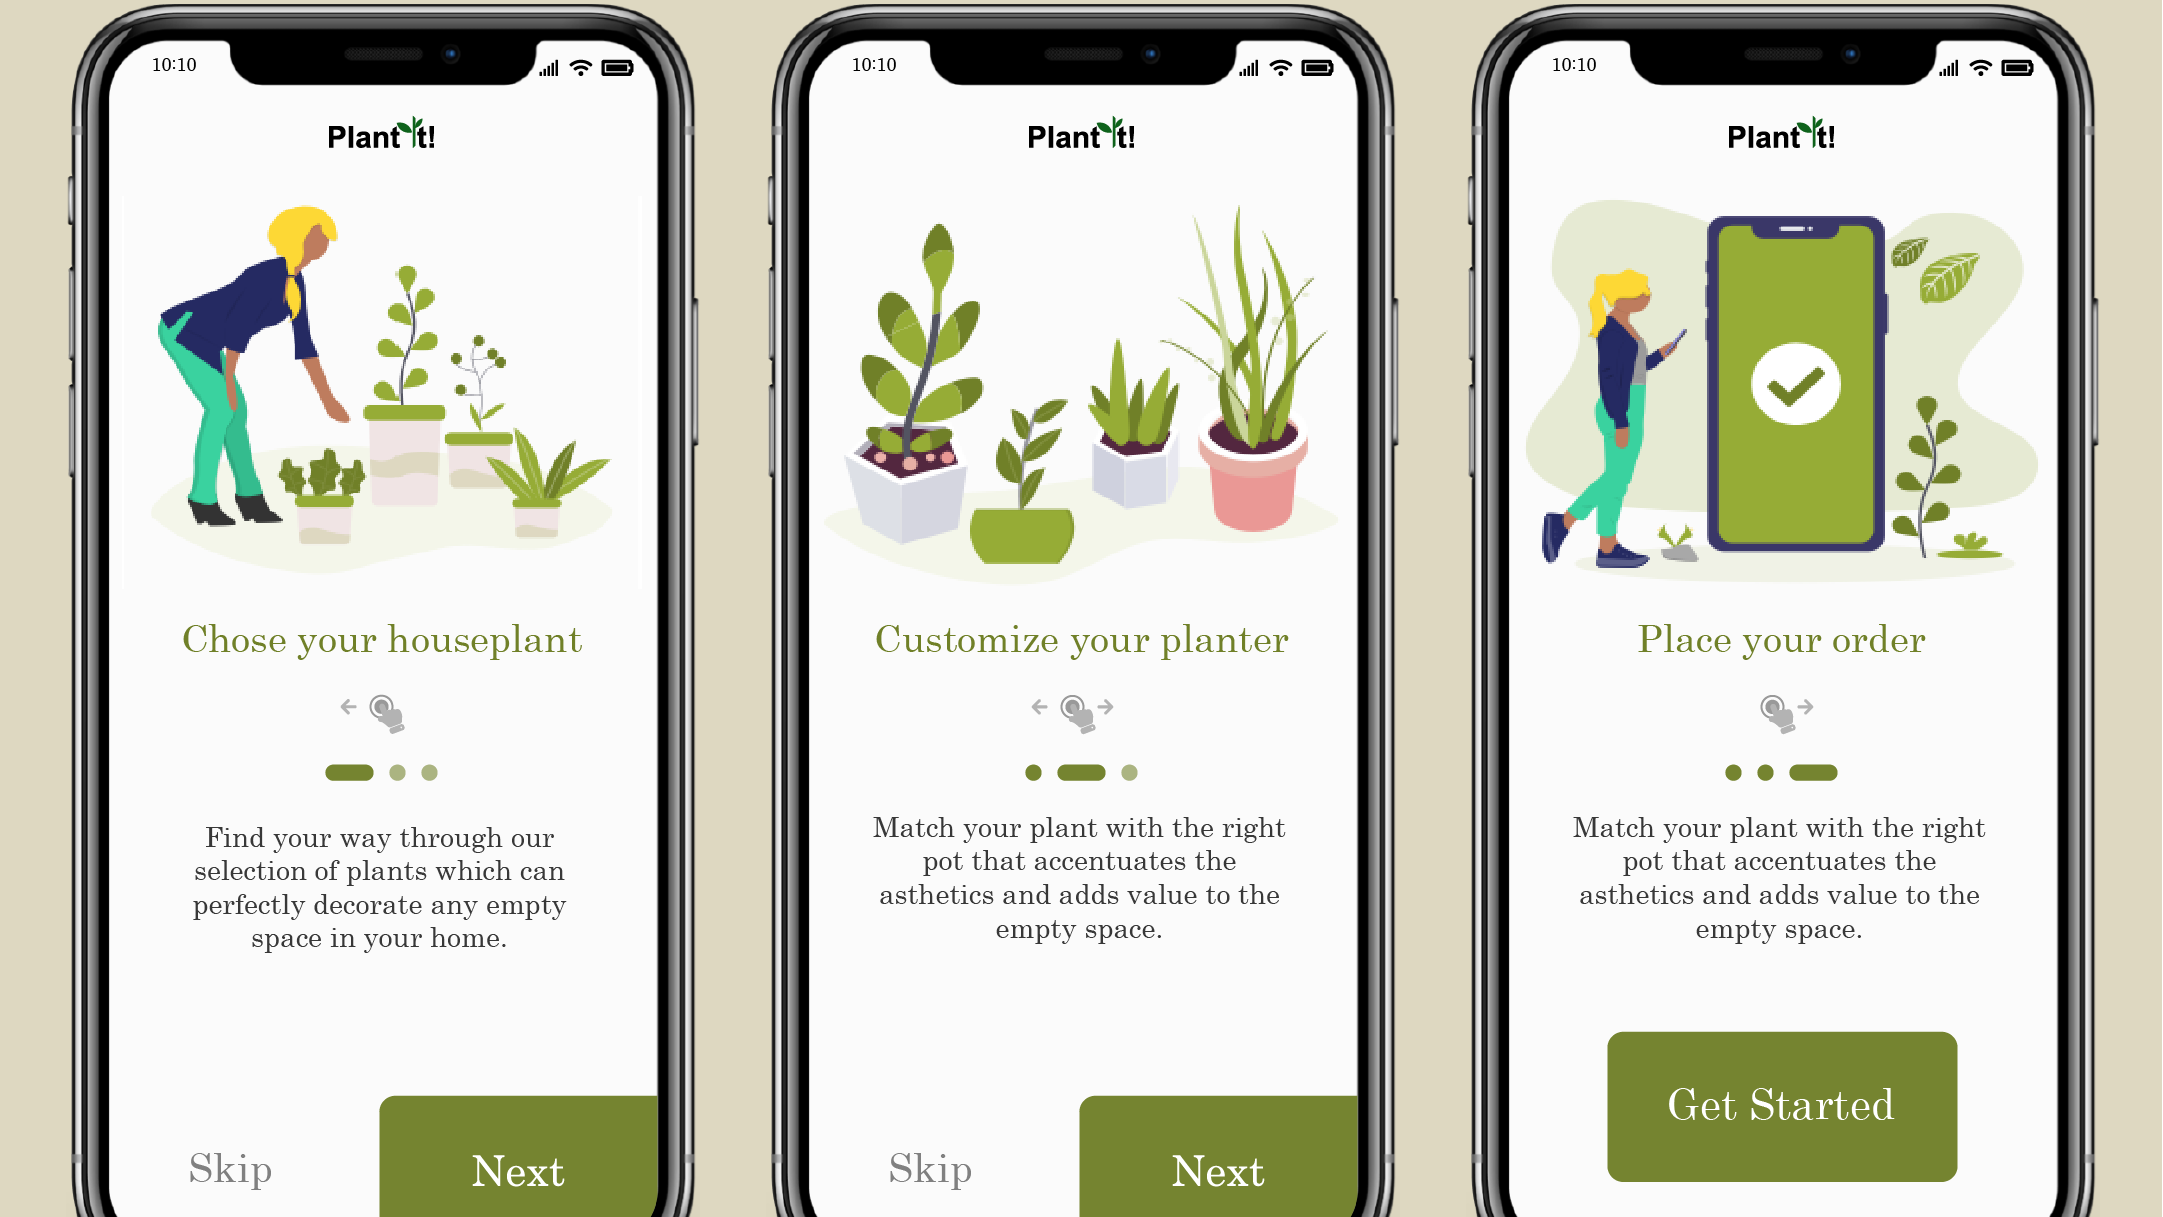 10:10
Plant it!
Chose your houseplant
Find your way through our
selection of plants which can
perfectly decorate any empty
space in your home.
Skip
Next
10:10
Plant it!
Customize your planter
Match your plant with the right
pot that accentuates the
asthetics and adds value to the
empty space.
Skip
Next
10:10
Plant it!
Place your order
Match your plant with the right
pot that accentuates the
asthetics and adds value to the
empty space.
Get Started